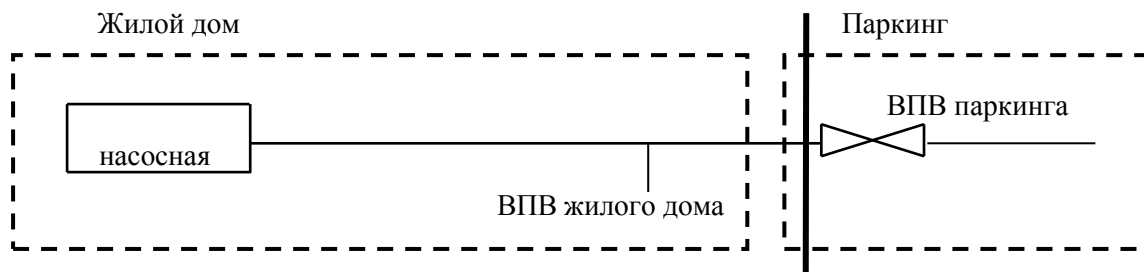 Жилой дом
Паркинг
ВПВ паркинга
насосная
ВПВ жилого дома